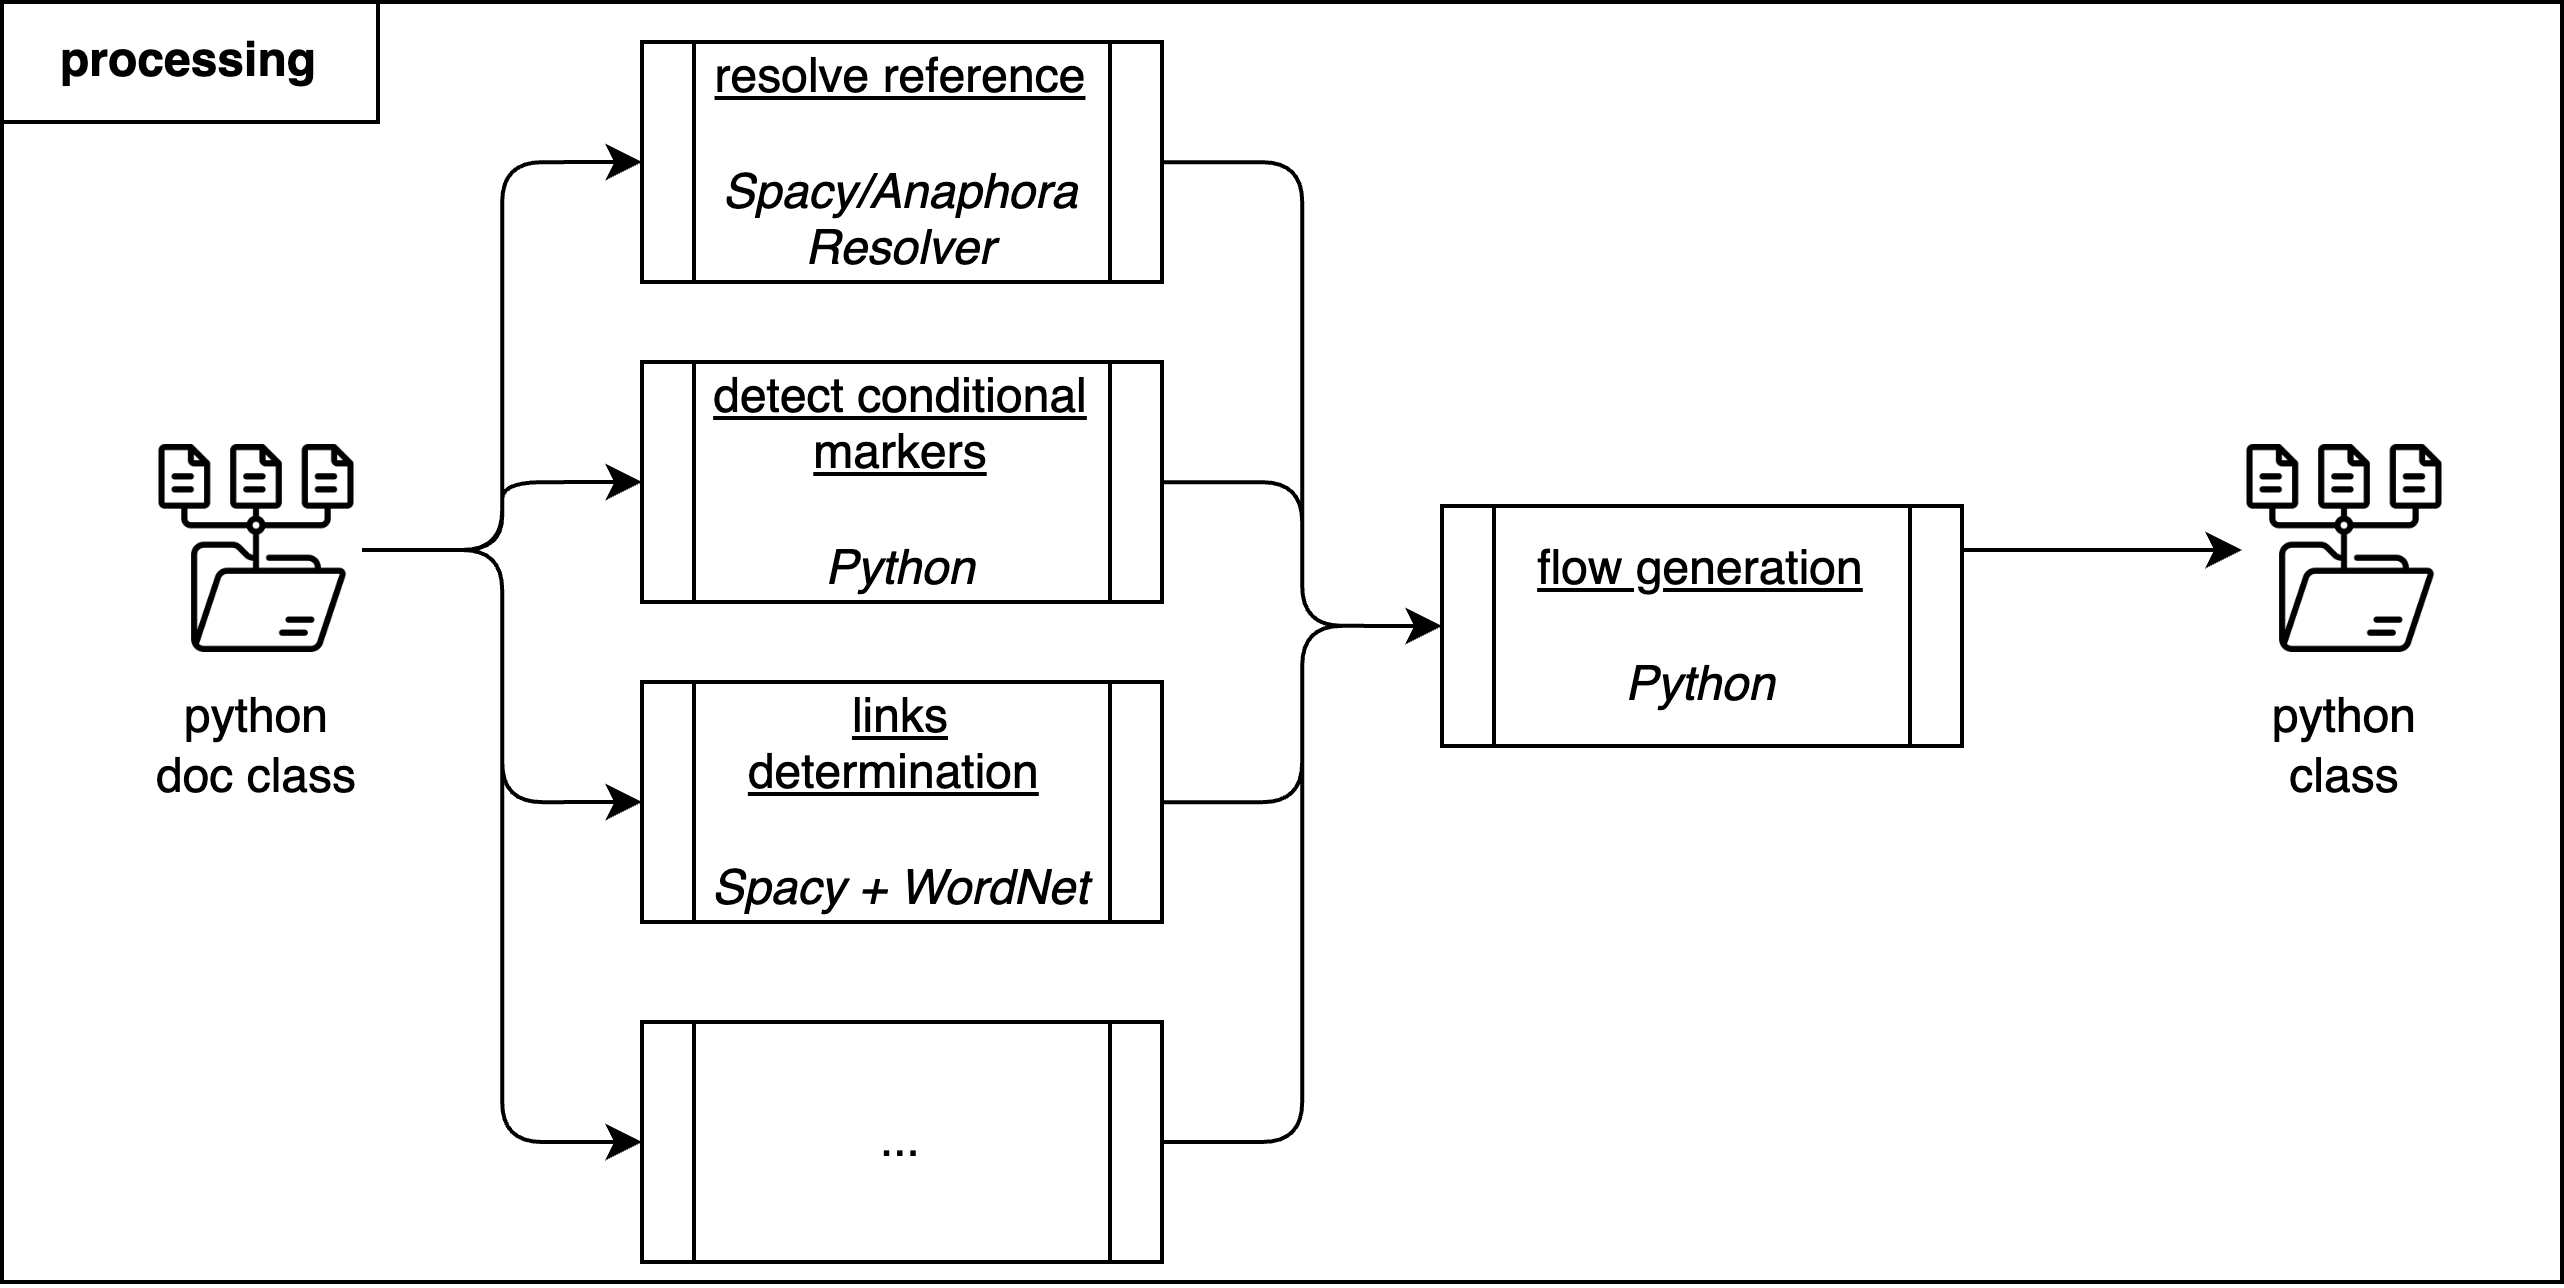 processing
resolve reference
Spacy/Anaphora
Resolver
detect conditional
markers
Python
links
determination
Spacy + WordNet
...
python
doc class
flow generation
Python
python
class